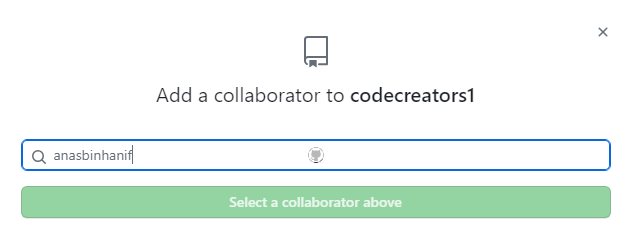 Add a collaborator to codecreators1
anasbinhanif
Select a collaborator above